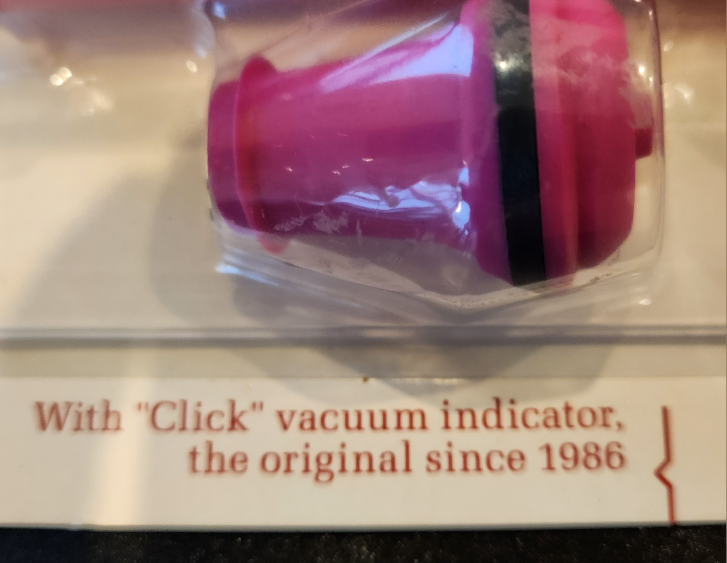 With "Click" vacuum indicator,
the original since 1986